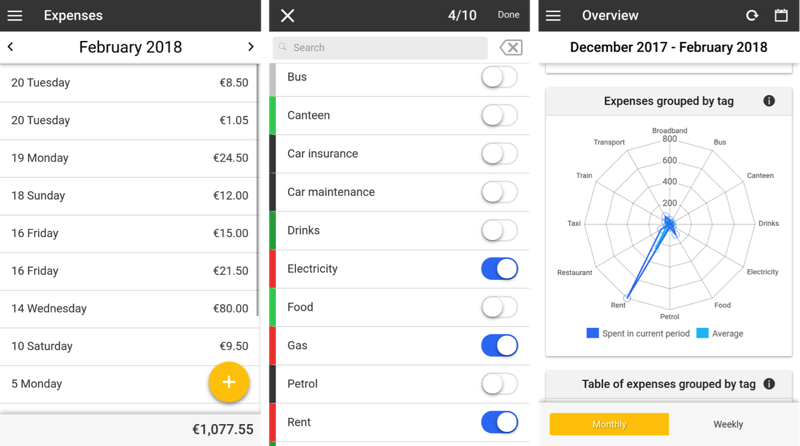 Expenses
February 2018
20 Tuesday €8.50
20 Tuesday €1.05
19 Monday €24.50
18 Sunday €12.00
16 Friday €15.00
16 Friday €21.50
14 Wednesday €80.00
10 Saturday €9.50
5 Monday
+
€1,077.55
4/10 Done
Search
Bus
Canteen
Car insurance
Car maintenance
Drinks
Electricity
Food
Gas
Petrol
Rent
Overview
December 2017 - February 2018
Expenses grouped by tag
Broadband
Transport Bus
800
600
Train Canteen
400
200
Taxi Drinks
Restaurant Electricity
Rent Food
Petrol
Spent in current period Average
Table of expenses grouped by tag
Monthly Weekly